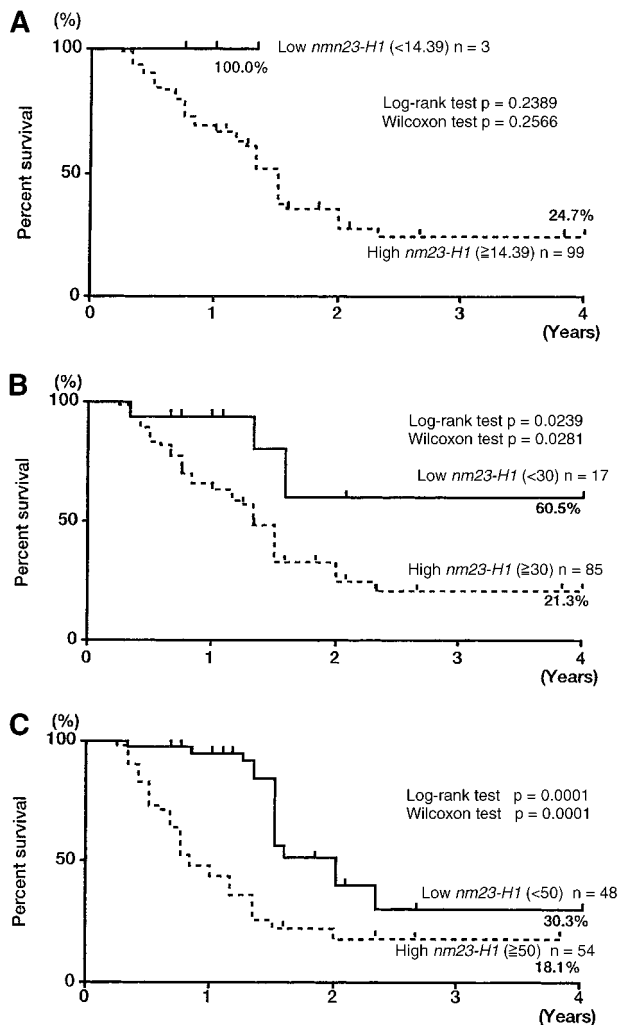 A
(%)
100
50
0
Percent survival
Low nmn23-H1 (<14.39) n = 3
100.0%
Log-rank test p = 0.2389
Wilcoxon test p = 0.2566
24.7%
High nm23-H1 (≧14.39) n = 99
0 1 2 3 4
(Years)
B
(%)
100
50
0
Percent survival
Log-rank test p = 0.0239
Wilcoxon test p = 0.0281
Low nm23-H1 (<30) n = 17
60.5%
High nm23-H1 (≧30) n = 85
21.3%
0 1 2 3 4
(Years)
C
(%)
100
50
0
Percent survival
Log-rank test p = 0.0001
Wilcoxon test p = 0.0001
Low nm23-H1 (<50) n = 48
30.3%
High nm23-H1 (≧50) n = 54
18.1%
0 1 2 3 4
(Years)